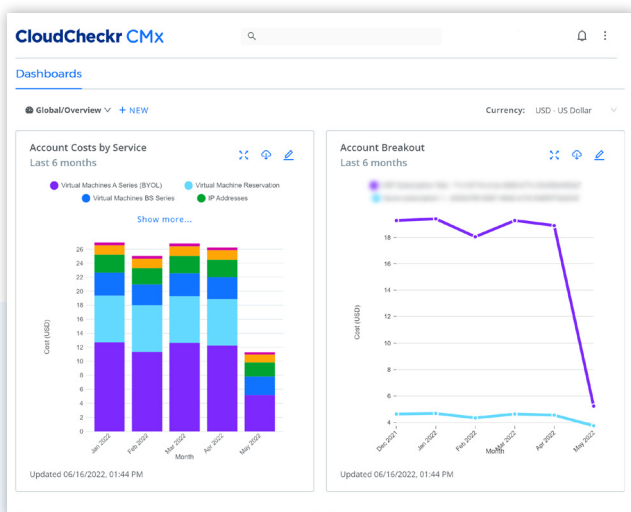 CloudCheckr CMx
Dashboards
Global/Overview
+ NEW
Currency: USD - US Dollar
Account Costs by Service
Last 6 months
Virtual Machines A Series (BYOL)
Virtual Machine Reservation
Virtual Machines BS Series
IP Addresses
Show more...
Cost (USD)
26
24
22
20
18
16
14
12
10
8
6
4
2
0
Jan 2022
Feb 2022
Mar 2022
Apr 2022
May 2022
Month
Updated 06/16/2022, 01:44 PM
Account Breakout
Last 6 months
Cost (USD)
18
16
14
12
10
8
6
4
Dec 2021
Jan 2022
Feb 2022
Mar 2022
Apr 2022
May 2022
Month
Updated 06/16/2022, 01:44 PM